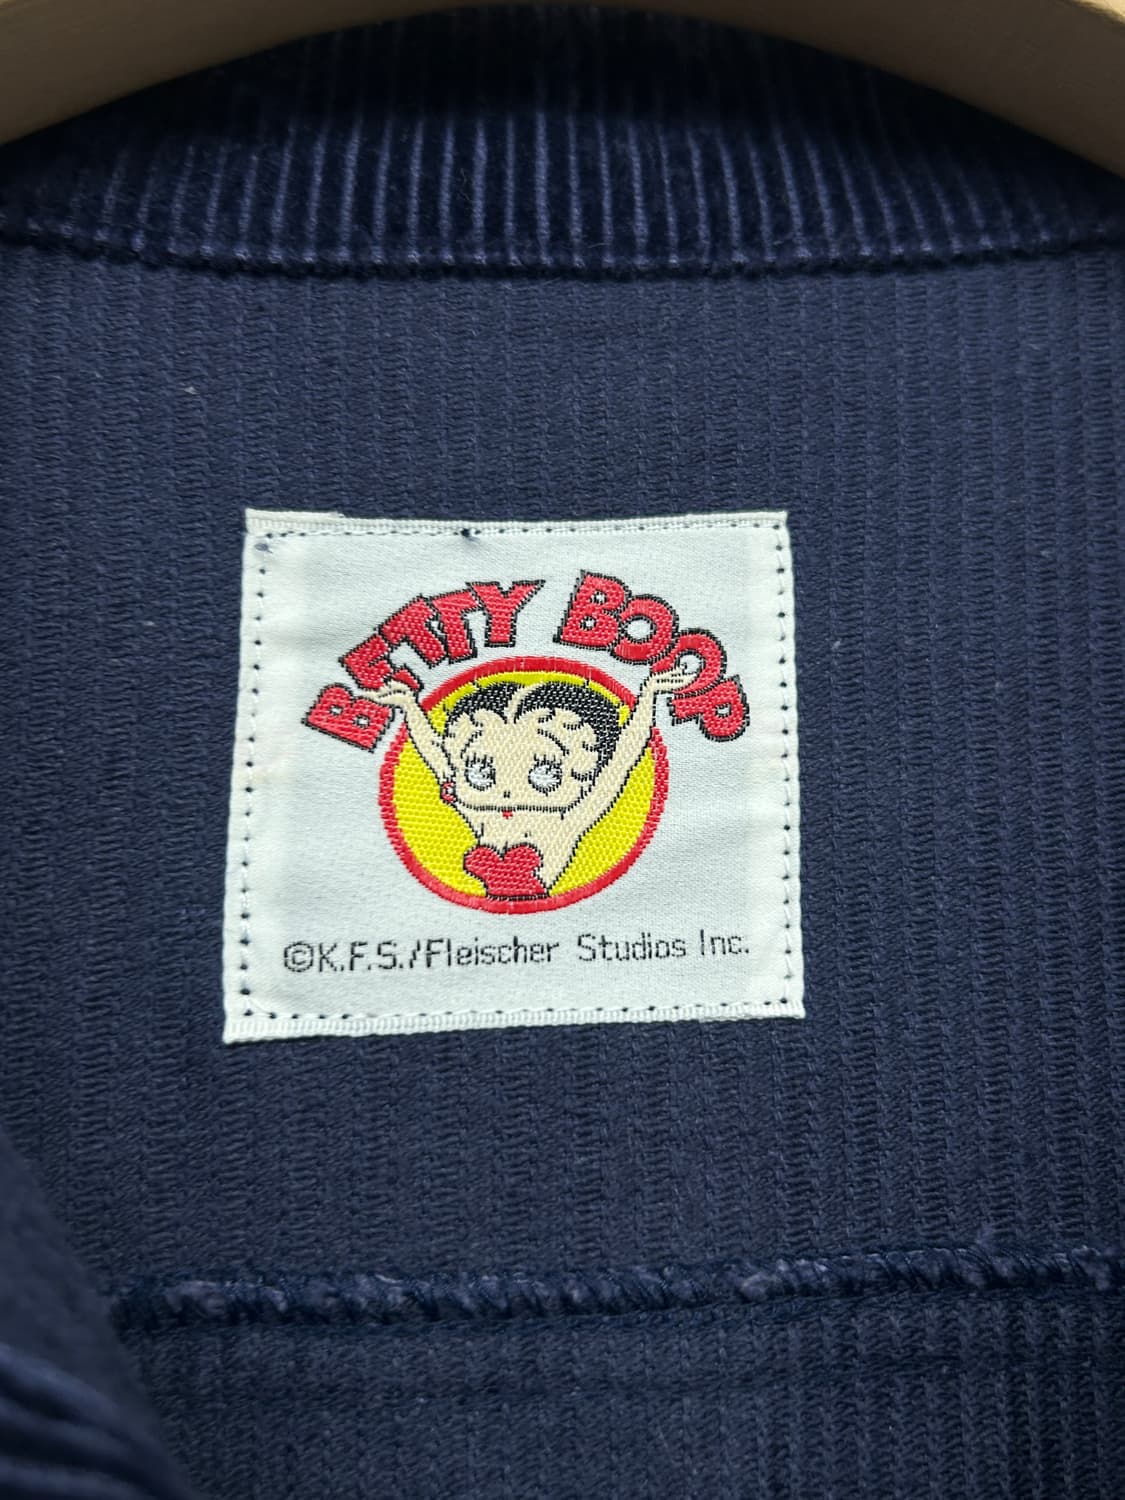 BETTY BOOP
©K.F.S./Fleischer Studios Inc.